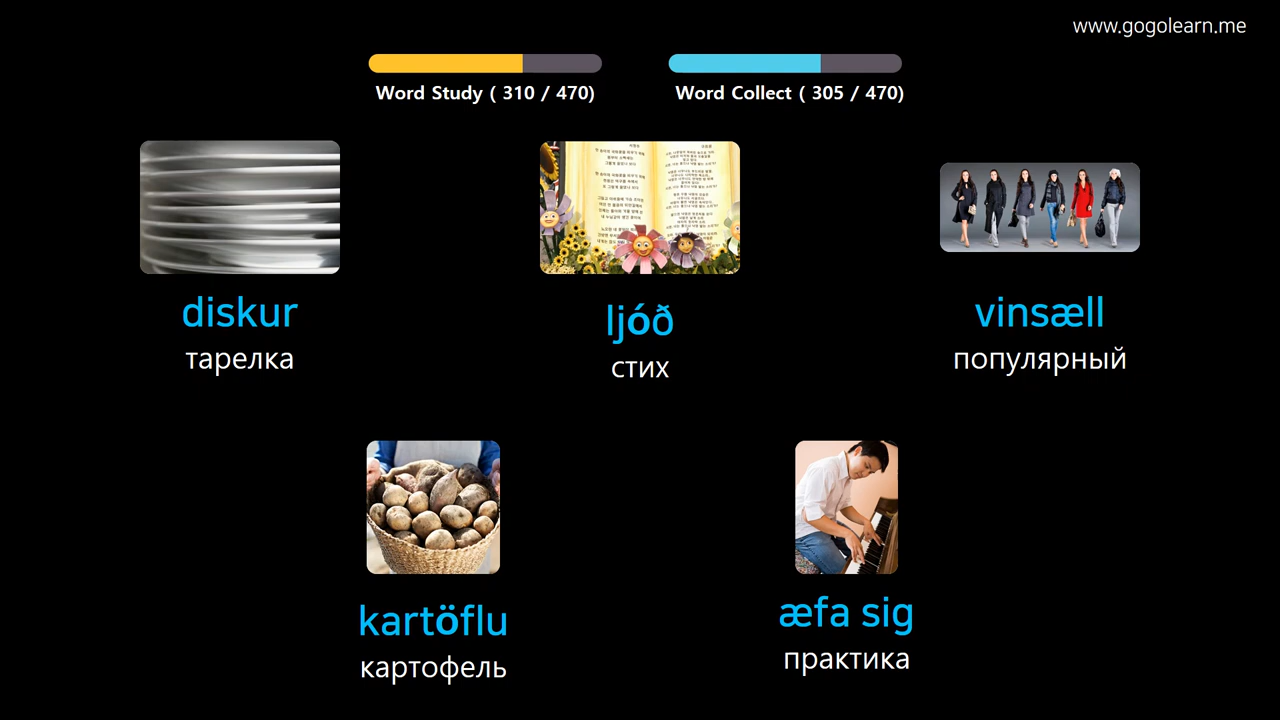 www.gogolearn.me
Word Study ( 310 / 470)
Word Collect ( 305 / 470)
diskur
тарелка
ljóð
стих
vinsæll
популярный
kartöflu
картофель
æfa sig
практика